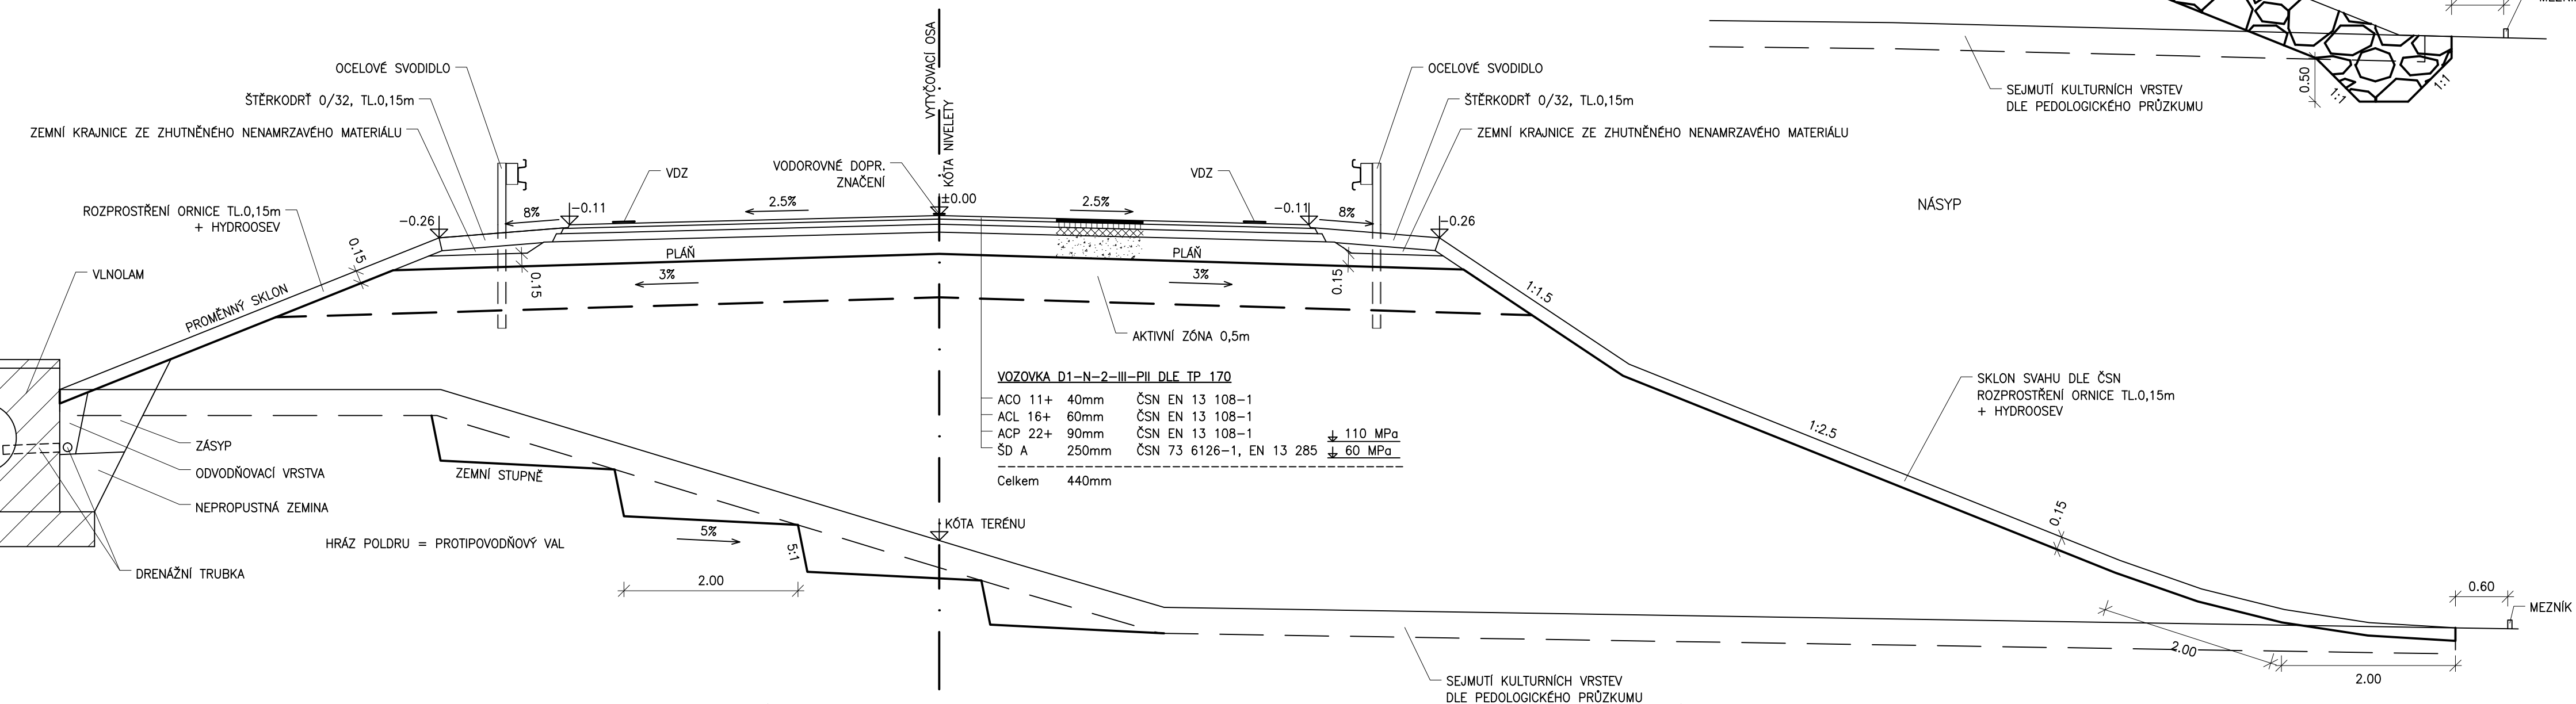 OCELOVÉ SVODIDLO
ŠTĚRKODRŤ 0/32, TL.0,15m
ZEMNÍ KRAJNICE ZE ZHUTNĚNÉHO NENAMRZAVÉHO MATERIÁLU
ROZPROSTŘENÍ ORNICE TL.0,15m
+ HYDROOSEV
VLNOLAM
PROMĚNNÝ SKLON
0.15
-0.26
8%
-0.11
0.15
VDZ
2.5%
VODOROVNÉ DOPR.
ZNAČENÍ
VYTYČOVACÍ OSA
KÓTA NIVELETY
±0.00
2.5%
VDZ
-0.11
8%
-0.26
0.15
PLÁŇ
3%
PLÁŇ
3%
OCELOVÉ SVODIDLO
ŠTĚRKODRŤ 0/32, TL.0,15m
ZEMNÍ KRAJNICE ZE ZHUTNĚNÉHO NENAMRZAVÉHO MATERIÁLU
AKTIVNÍ ZÓNA 0,5m
VOZOVKA D1-N-2-III-PII DLE TP 170
ACO 11+ 40mm ČSN EN 13 108-1
ACL 16+ 60mm ČSN EN 13 108-1
ACP 22+ 90mm ČSN EN 13 108-1 110 MPa
ŠD A 250mm ČSN 73 6126-1, EN 13 285 60 MPa
Celkem 440mm
ZÁSYP
ODVODŇOVACÍ VRSTVA
NEPROPUSTNÁ ZEMINA
DRENÁŽNÍ TRUBKA
ZEMNÍ STUPNĚ
HRÁZ POLDRU = PROTIPOVODŇOVÝ VAL
5%
5:1
2.00
KÓTA TERÉNU
1:1.5
1:2.5
NÁSYP
SKLON SVAHU DLE ČSN
ROZPROSTŘENÍ ORNICE TL.0,15m
+ HYDROOSEV
0.15
0.60
MEZNÍK
2.00
2.00
SEJMUTÍ KULTURNÍCH VRSTEV
DLE PEDOLOGICKÉHO PRŮZKUMU
SEJMUTÍ KULTURNÍCH VRSTEV
DLE PEDOLOGICKÉHO PRŮZKUMU
0.50
1:1
1:1